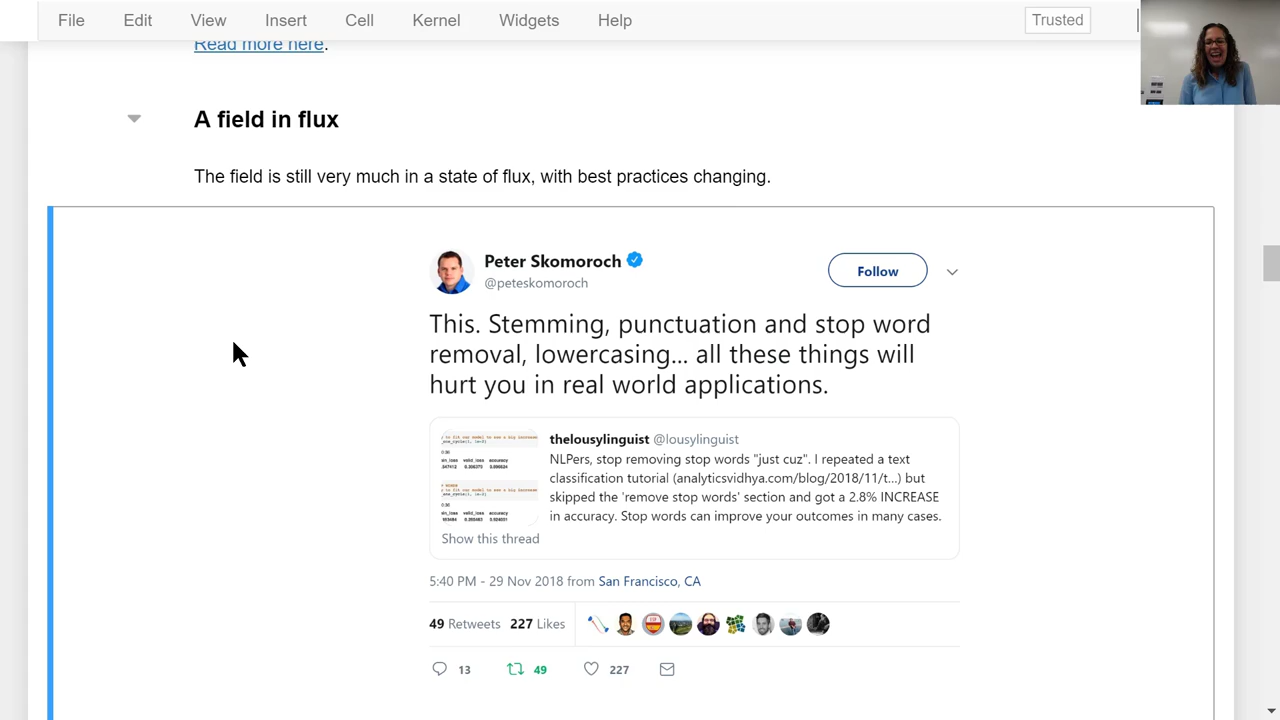 File Edit View Insert Cell Kernel Widgets Help Trusted
Read more here.
A field in flux
The field is still very much in a state of flux, with best practices changing.
Peter Skomoroch
@peteskomoroch
Follow
This. Stemming, punctuation and stop word
removal, lowercasing... all these things will
hurt you in real world applications.
thelousylinguist @lousylinguist
NLPers, stop removing stop words "just cuz". I repeated a text
classification tutorial (analyticsvidhya.com/blog/2018/11/t...) but
skipped the 'remove stop words' section and got a 2.8% INCREASE
in accuracy. Stop words can improve your outcomes in many cases.
Show this thread
5:40 PM - 29 Nov 2018 from San Francisco, CA
49 Retweets 227 Likes
13 49 227